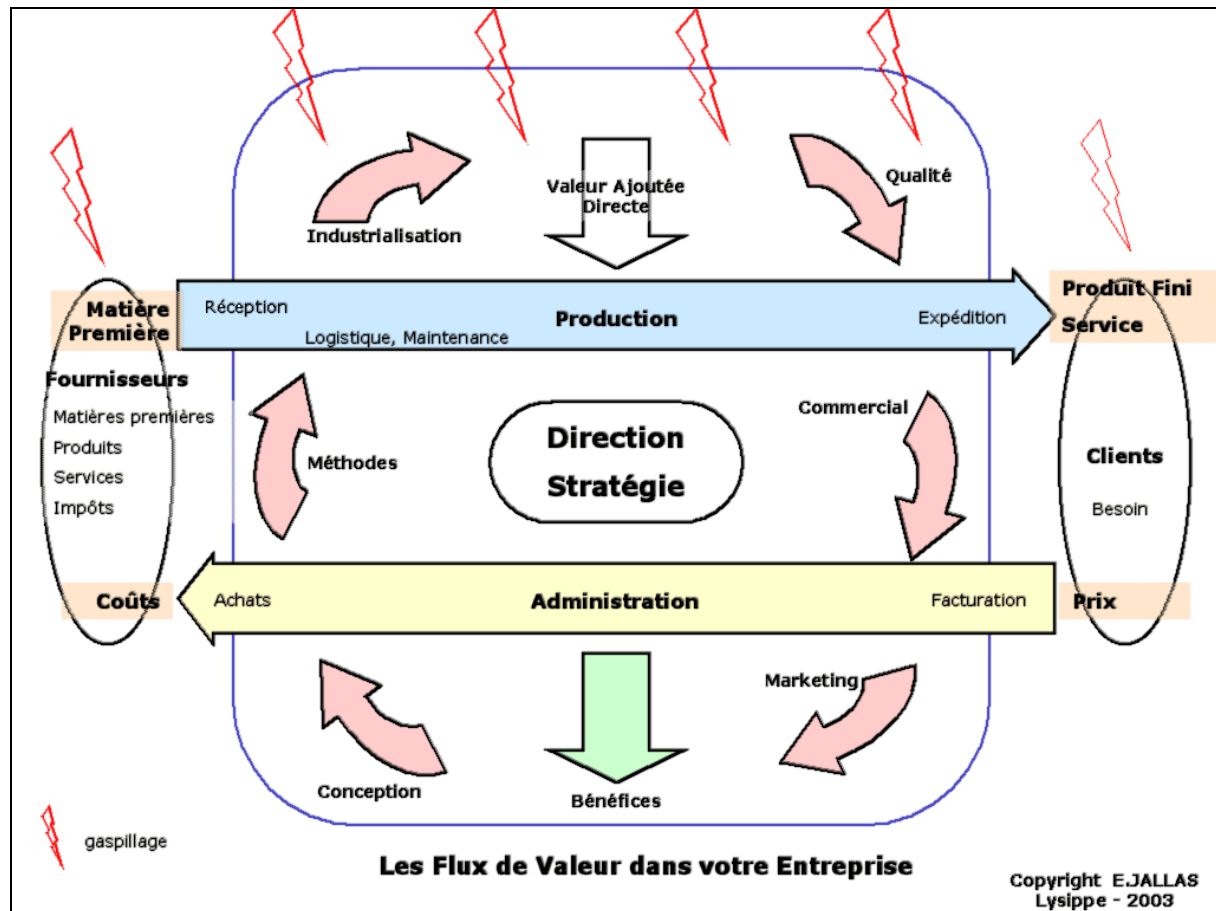 Valeur Ajoutée
Directe
Qualité
Industrialisation
Matière
Première
Réception
Logistique, Maintenance
Production
Expédition
Produit Fini
Service
Fournisseurs
Matières premières
Produits
Services
Impôts
Méthodes
Direction
Stratégie
Commercial
Clients
Besoin
Coûts
Achats
Administration
Facturation
Prix
Marketing
Conception
Bénéfices
gaspillage
Les Flux de Valeur dans votre Entreprise
Copyright E.JALLAS
Lysippe - 2003